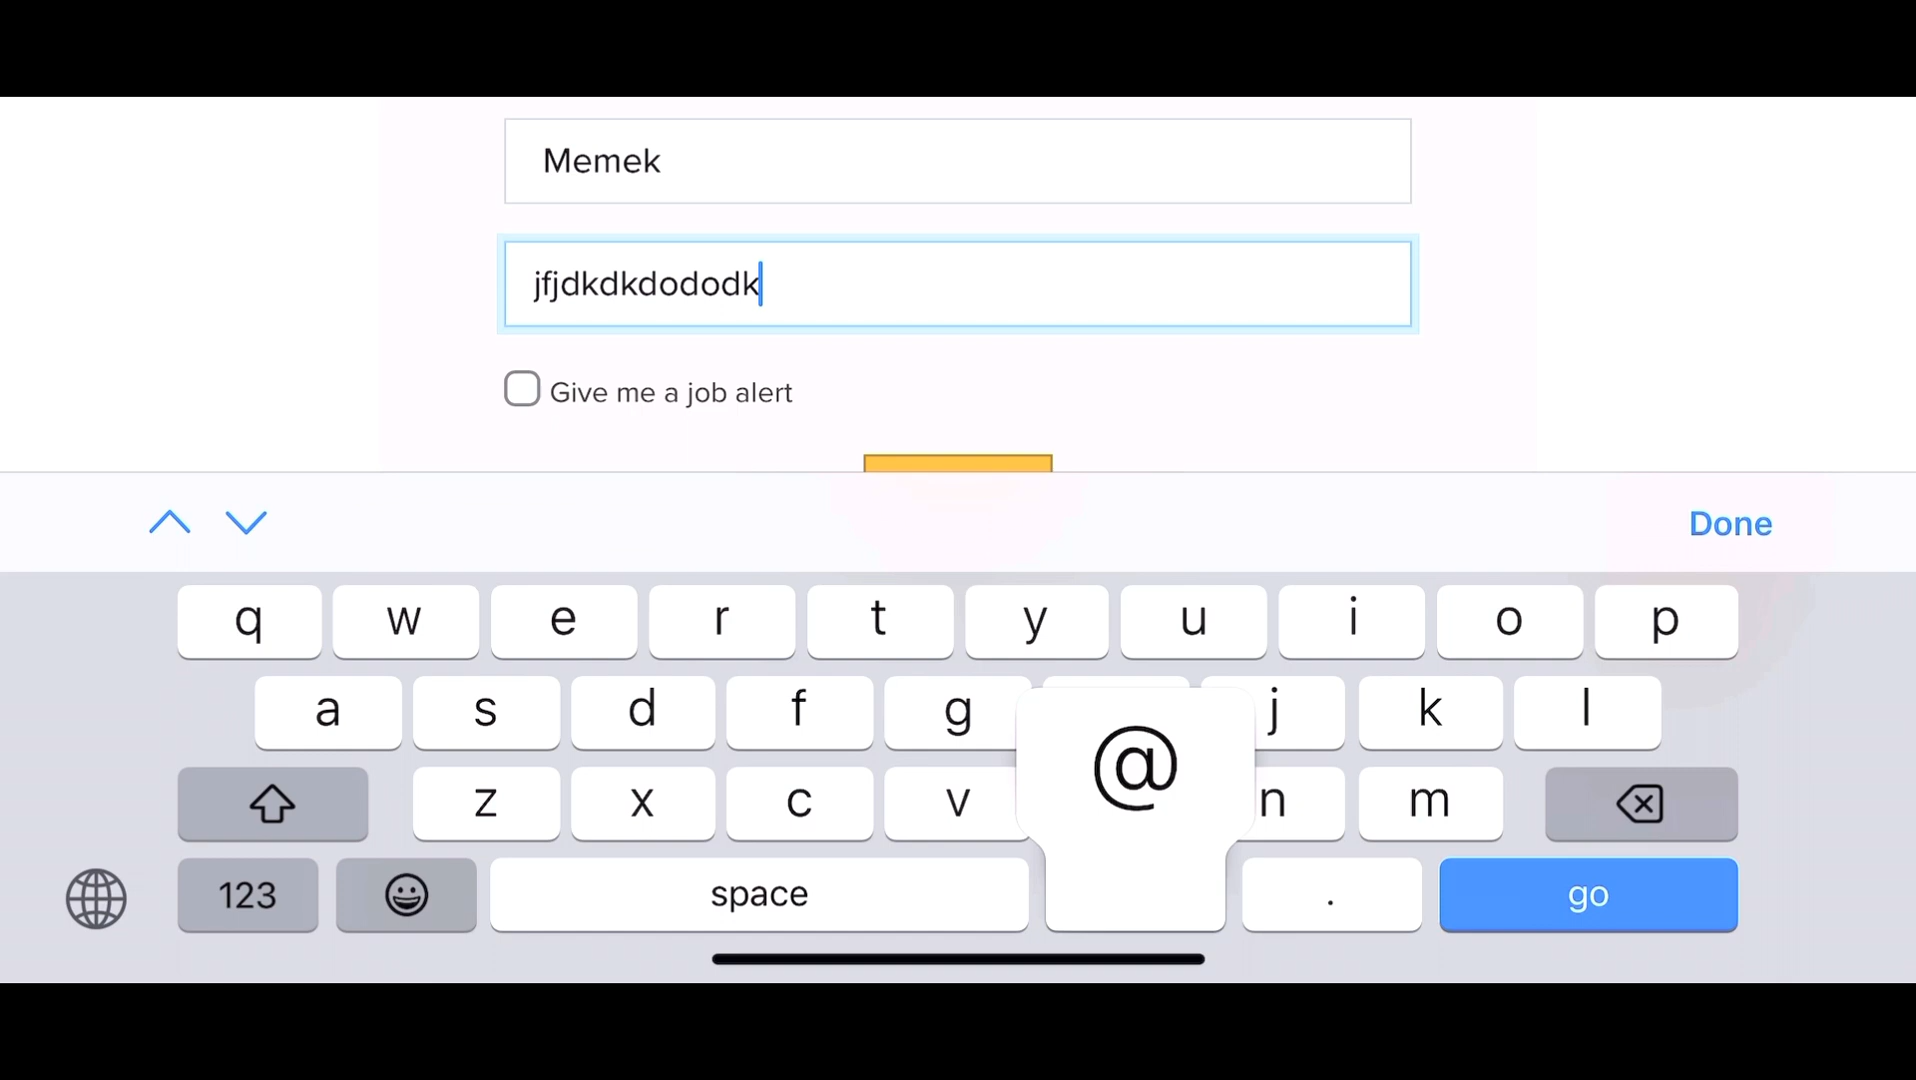 Memek
jfjdkdkdododk
Give me a job alert
Done
q w e r t y u i o p
a s d f g j k l
@
z x c v n m
123 space . go